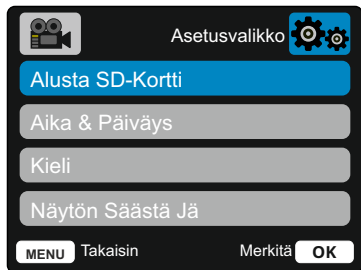 Asetusvalikko
Alusta SD-Kortti
Aika & Päiväys
Kieli
Näytön Säästä Jä
MENU Takaisin Merkitä OK